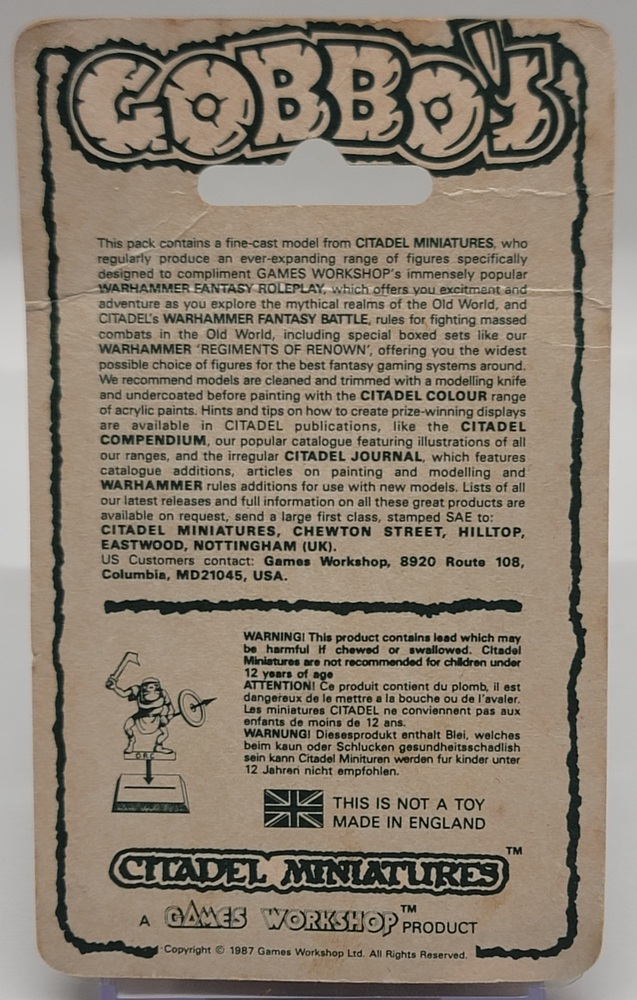 GOBBO'S
This pack contains a fine-cast model from CITADEL MINIATURES, who
regularly produce an ever-expanding range of figures specifically
designed to compliment GAMES WORKSHOP's immensely popular
WARHAMMER FANTASY ROLEPLAY, which offers you excitment and
adventure as you explore the mythical realms of the Old World, and
CITADEL's WARHAMMER FANTASY BATTLE, rules for fighting massed
combats in the Old World, including special boxed sets like our
WARHAMMER 'REGIMENTS OF RENOWN', offering you the widest
possible choice of figures for the best fantasy gaming systems around.
We recommend models are cleaned and trimmed with a modelling knife
and undercoated before painting with the CITADEL COLOUR range
of acrylic paints. Hints and tips on how to create prize-winning displays
are available in CITADEL publications, like the CITADEL
COMPENDIUM, our popular catalogue featuring illustrations of all
our ranges, and the irregular CITADEL JOURNAL, which features
catalogue additions, articles on painting and modelling and
WARHAMMER rules additions for use with new models. Lists of all
our latest releases and full information on all these great products are
available on request, send a large first class, stamped SAE to:
CITADEL MINIATURES, CHEWTON STREET, HILLTOP,
EASTWOOD, NOTTINGHAM (UK).
US Customers contact: Games Workshop, 8920 Route 108,
Columbia, MD21045, USA.
WARNING! This product contains lead which may
be harmful if chewed or swallowed. Citadel
Miniatures are not recommended for children under
12 years of age
ATTENTION! Ce produit contient du plomb, il est
dangereux de le mettre a la bouche ou de l'avaler.
Les miniatures CITADEL ne conviennent pas aux
enfants de moins de 12 ans.
WARNUNG! Diesesprodukt enthalt Blei, welches
beim kaun oder Schlucken gesundheitsschadlish
sein kann Citadel Minituren werden fur kinder unter
12 Jahren nicht empfohlen.
ORC
THIS IS NOT A TOY
MADE IN ENGLAND
CITADEL MINIATURES™
A GAMES WORKSHOP™ PRODUCT
Copyright © 1987 Games Workshop Ltd. All Rights Reserved.